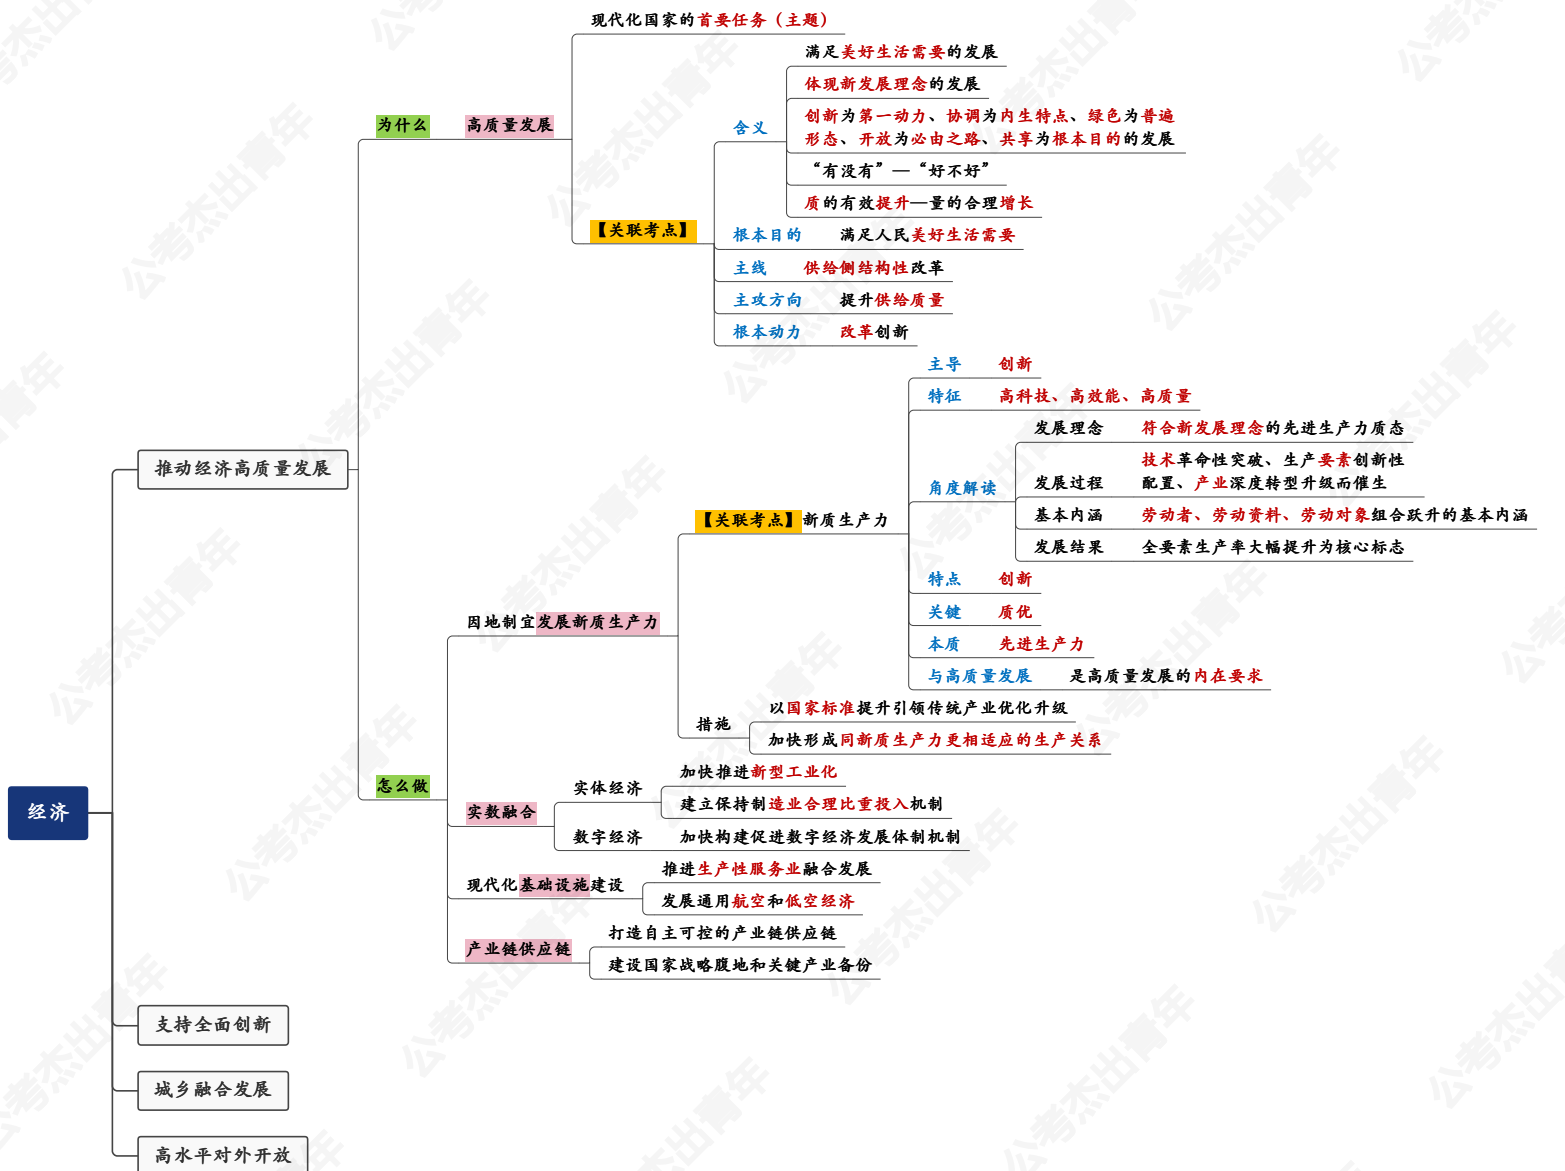 现代化国家的首要任务（主题）
满足美好生活需要的发展
体现新发展理念的发展
为什么
高质量发展
含义
创新为第一动力、协调为内生特点、绿色为普遍
形态、开放为必由之路、共享为根本目的的发展
“有没有”—“好不好”
质的有效提升—量的合理增长
【关联考点】
根本目的
满足人民美好生活需要
主线
供给侧结构性改革
主攻方向
提升供给质量
根本动力
改革创新
主导
创新
特征
高科技、高效能、高质量
发展理念
符合新发展理念的先进生产力质态
推动经济高质量发展
角度解读
发展过程
技术革命性突破、生产要素创新性
配置、产业深度转型升级而催生
基本内涵
劳动者、劳动资料、劳动对象组合跃升的基本内涵
【关联考点】新质生产力
发展结果
全要素生产率大幅提升为核心标志
特点
创新
关键
质优
因地制宜发展新质生产力
本质
先进生产力
与高质量发展
是高质量发展的内在要求
措施
以国家标准提升引领传统产业优化升级
加快形成同新质生产力更相适应的生产关系
怎么做
实体经济
加快推进新型工业化
建立保持制造业合理比重投入机制
经济
实数融合
数字经济
加快构建促进数字经济发展体制机制
现代化基础设施建设
推进生产性服务业融合发展
发展通用航空和低空经济
产业链供应链
打造自主可控的产业链供应链
建设国家战略腹地和关键产业备份
支持全面创新
城乡融合发展
高水平对外开放
公考杰出青年